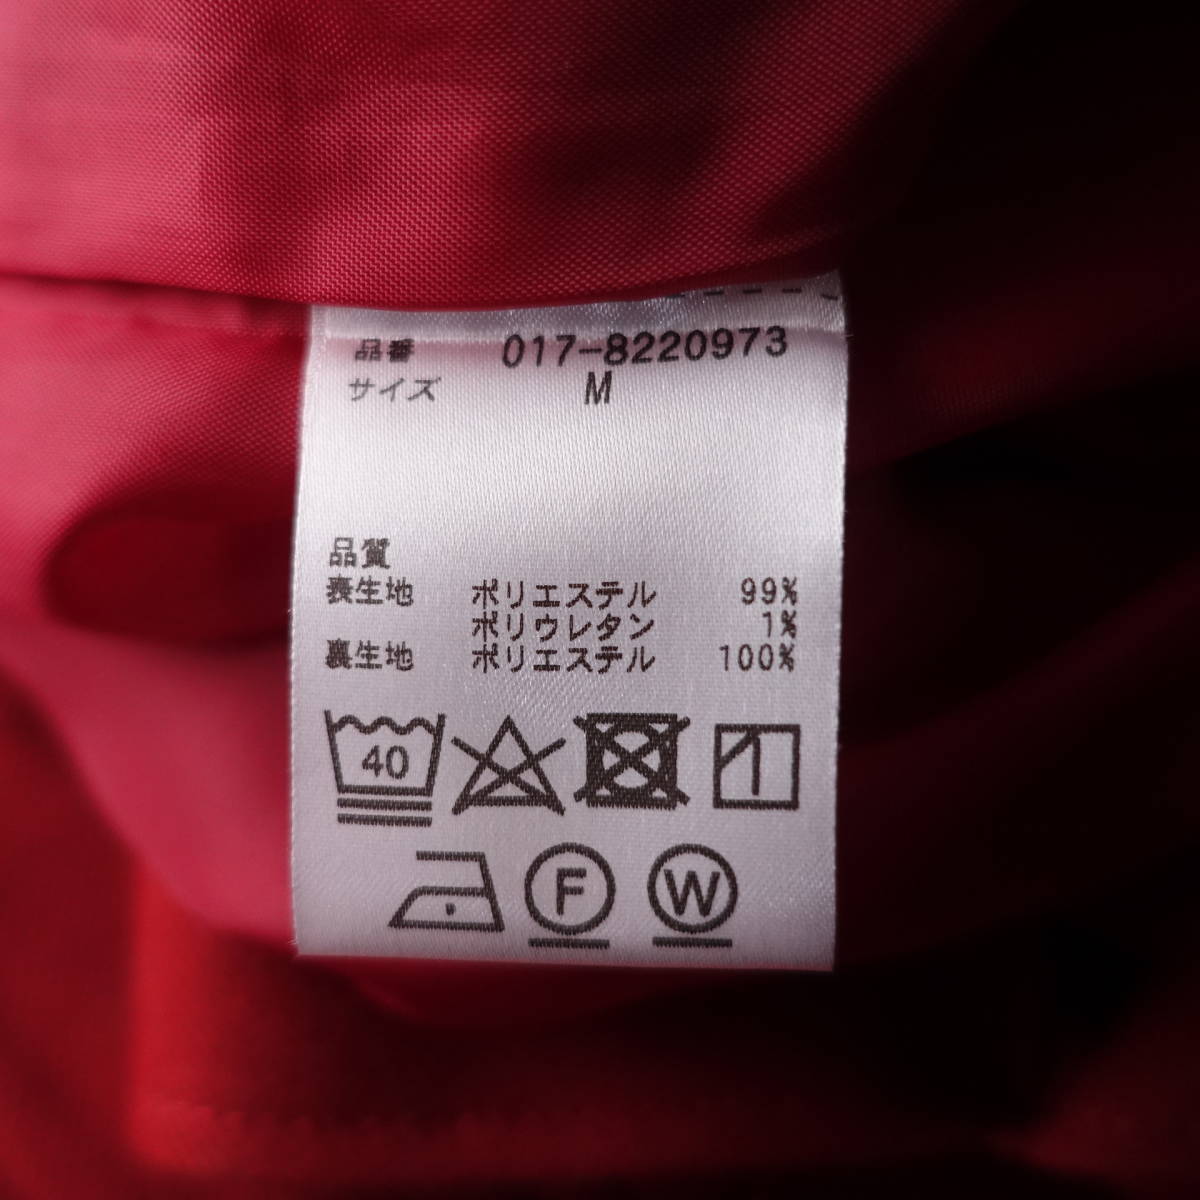 品番 017-8220973
サイズ M
品質
表生地 ポリエステル 99%
ポリウレタン 1%
裏生地 ポリエステル 100%
40
F W